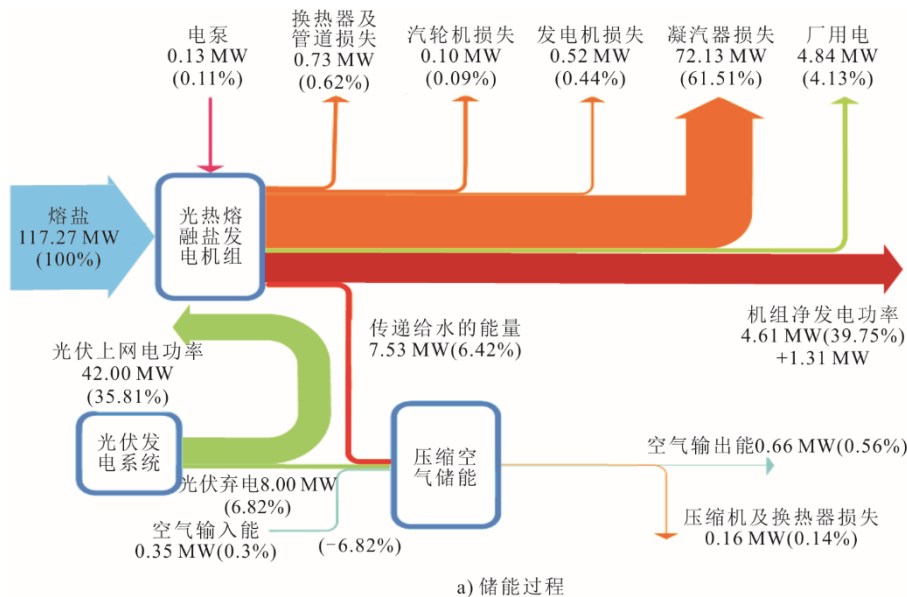 电泵
0.13 MW
(0.11%)
换热器及
管道损失
0.73 MW
(0.62%)
汽轮机损失
0.10 MW
(0.09%)
发电机损失
0.52 MW
(0.44%)
凝汽器损失
72.13 MW
(61.51%)
厂用电
4.84 MW
(4.13%)
熔盐
117.27 MW
(100%)
光热熔
融盐发
电机组
机组净发电功率
4.61 MW(39.75%)
+1.31 MW
传递给水的能量
7.53 MW(6.42%)
光伏上网电功率
42.00 MW
(35.81%)
光伏发
电系统
光伏弃电8.00 MW
(6.82%)
空气输入能
0.35 MW(0.3%)
(−6.82%)
压缩空
气储能
空气输出能0.66 MW(0.56%)
压缩机及换热器损失
0.16 MW(0.14%)
a) 储能过程